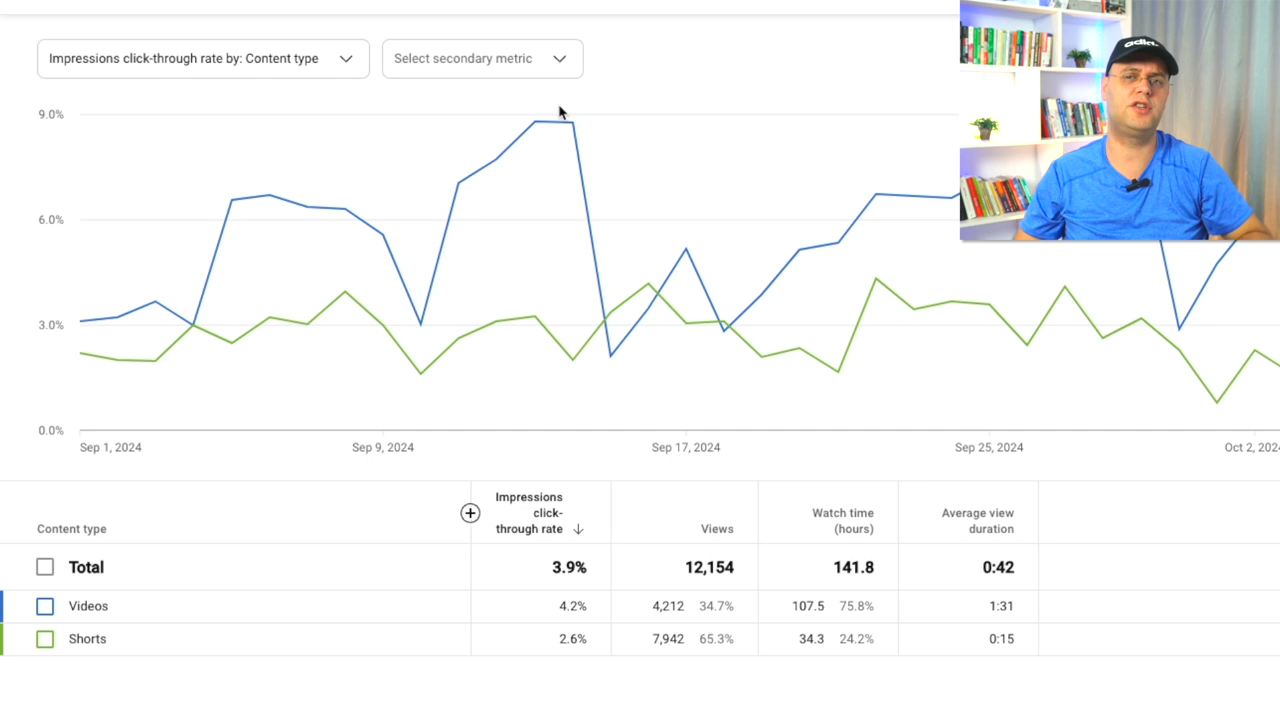 Impressions click-through rate by: Content type
Select secondary metric
adid
9.0%
6.0%
3.0%
0.0%
Sep 1, 2024
Sep 9, 2024
Sep 17, 2024
Sep 25, 2024
Oct 2, 202
Content type
Impressions
click-
through rate
Views
Watch time
(hours)
Average view
duration
Total 3.9% 12,154 141.8 0:42
Videos 4.2% 4,212 34.7% 107.5 75.8% 1:31
Shorts 2.6% 7,942 65.3% 34.3 24.2% 0:15